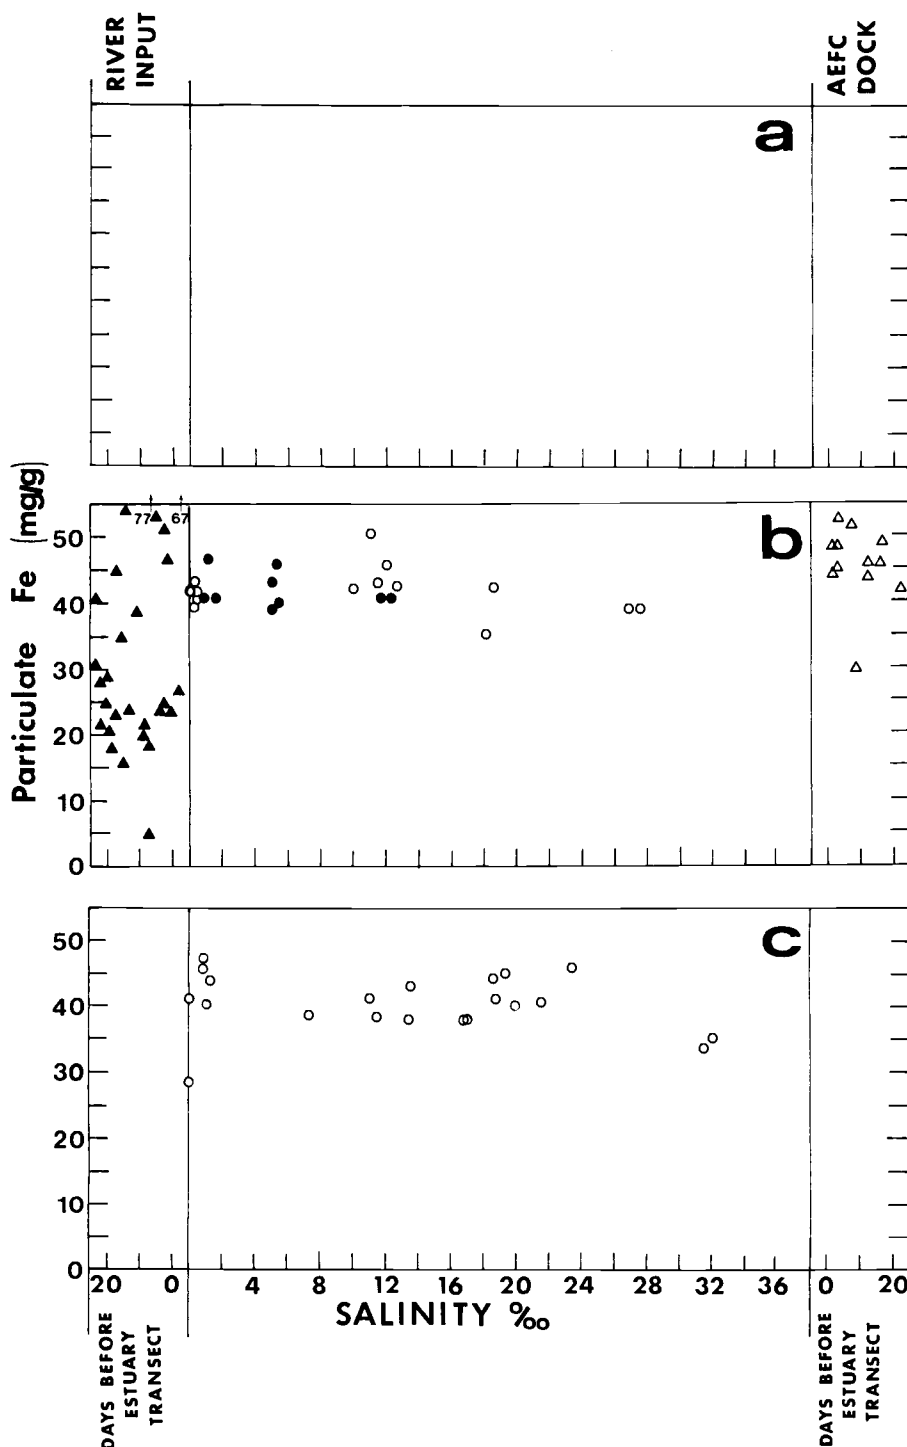 RIVER
INPUT
AEFC
DOCK
a
Particulate Fe (mg/g)
b
77 67
50
40
30
20
10
0
c
50
40
30
20
10
0
20 0 4 8 12 16 20 24 28 32 36 0 20
SALINITY ‰
DAYS BEFORE
ESTUARY
TRANSECT
DAYS BEFORE
ESTUARY
TRANSECT